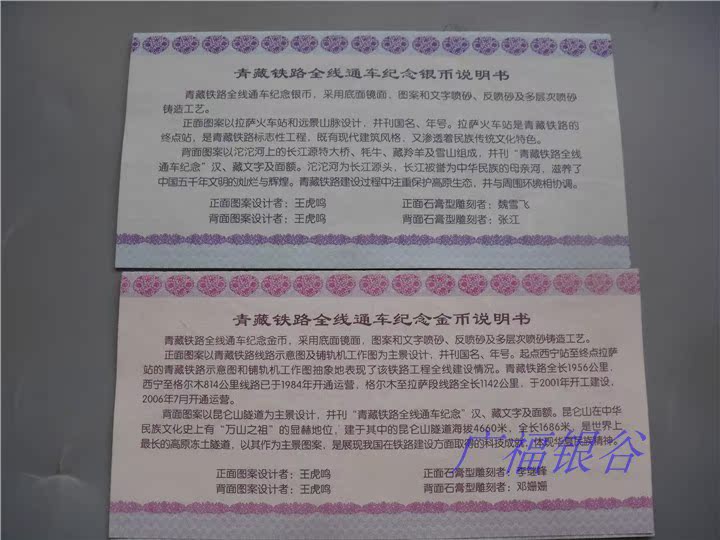 青藏铁路全线通车纪念银币说明书
青藏铁路全线通车纪念银币，采用底面镜面，图案和文字喷砂、反喷砂及多层次喷砂
铸造工艺。
正面图案以拉萨火车站和远景山脉设计，并刊国名、年号。拉萨火车站是青藏铁路的
终点站，是青藏铁路标志性工程，既有现代建筑风格，又渗透着民族传统文化特色。
背面图案以沱沱河上的长江源特大桥、牦牛、藏羚羊及雪山组成，并刊“青藏铁路全线
通车纪念”汉、藏文字及面额。沱沱河为长江源头，长江被誉为中华民族的母亲河，滋养了
中国五千年文明的灿烂与辉煌。青藏铁路建设过程中注重保护高原生态，并与周围环境相协调。
正面图案设计者：王虎鸣 正面石膏型雕刻者：魏雪飞
背面图案设计者：王虎鸣 背面石膏型雕刻者：张江
青藏铁路全线通车纪念金币说明书
青藏铁路全线通车纪念金币，采用底面镜面，图案和文字喷砂、反喷砂及多层次喷砂铸造工艺。
正面图案以青藏铁路线路示意图及铺轨机工作图为主景设计，并刊国名、年号。起点西宁站至终点拉萨
站的青藏铁路示意图和铺轨机工作图抽象地表现了该铁路工程全线建设情况。青藏铁路全长1956公里，
西宁至格尔木814公里线路已于1984年开通运营，格尔木至拉萨段线路全长1142公里，于2001年开工建设，
2006年7月开通运营。
背面图案以昆仑山隧道为主景设计，并刊“青藏铁路全线通车纪念”汉、藏文字及面额。昆仑山在中华
民族文化史上有“万山之祖”的显赫地位，建于其中的昆仑山隧道海拔4660米，全长1686米，是世界上
最长的高原冻土隧道，以其作为主景图案，是展现我国在铁路建设方面取得的科技成就，体现华夏民族精神。
正面图案设计者：王虎鸣 正面石膏型雕刻者：李继峰
背面图案设计者：王虎鸣 背面石膏型雕刻者：邓姗姗
广福银谷